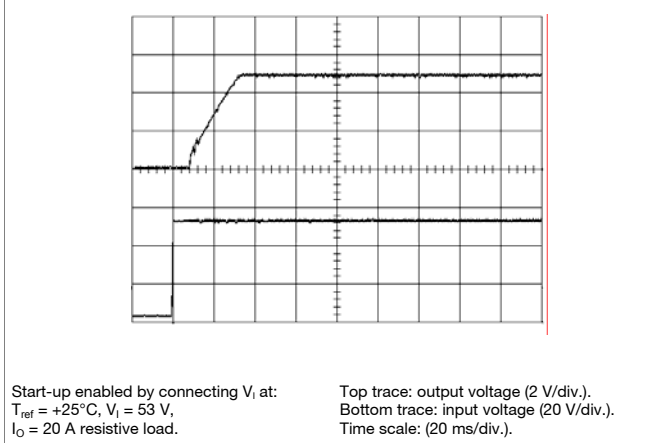 Start-up enabled by connecting VI at:
Tref = +25°C, VI = 53 V,
IO = 20 A resistive load.
Top trace: output voltage (2 V/div.).
Bottom trace: input voltage (20 V/div.).
Time scale: (20 ms/div.).